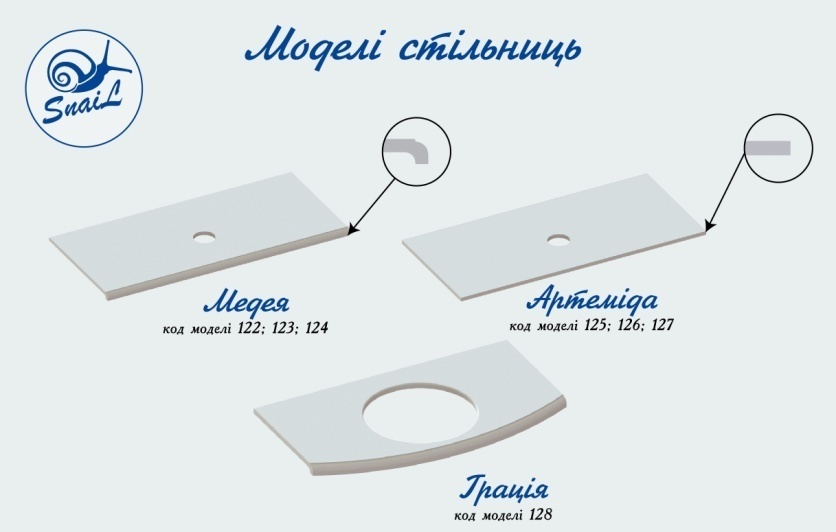 Моделі стільниць
SnaiL
Медея
код моделі 122; 123; 124
Артеміда
код моделі 125; 126; 127
Грація
код моделі 128